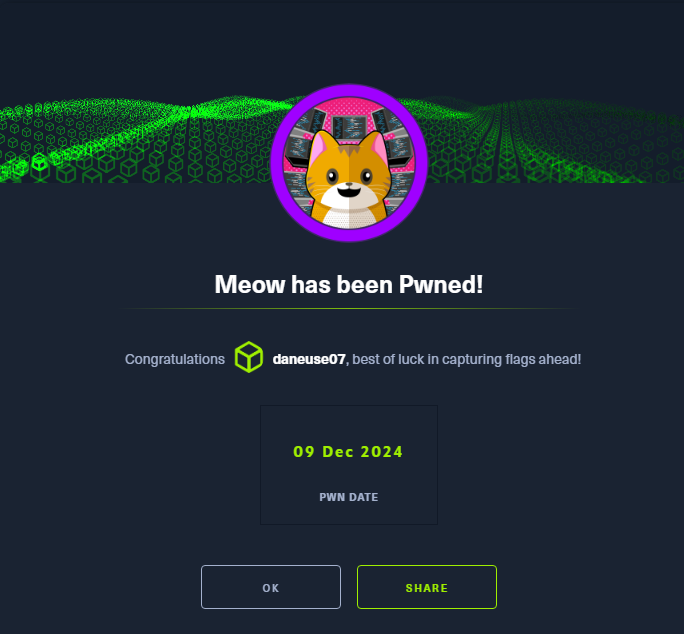 Meow has been Pwned!
Congratulations daneuse07, best of luck in capturing flags ahead!
09 Dec 2024
PWN DATE
OK
SHARE